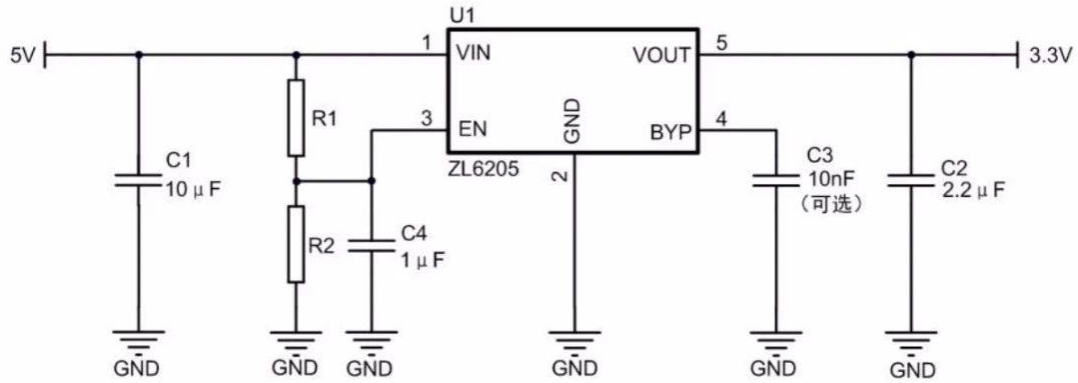 U1
5V
1
VIN
VOUT
5
3.3V
R1
3
EN
GND
BYP
4
ZL6205
2
C1
10μF
C3
10nF
（可选）
C2
2.2μF
R2
C4
1μF
GND
GND
GND
GND
GND
GND